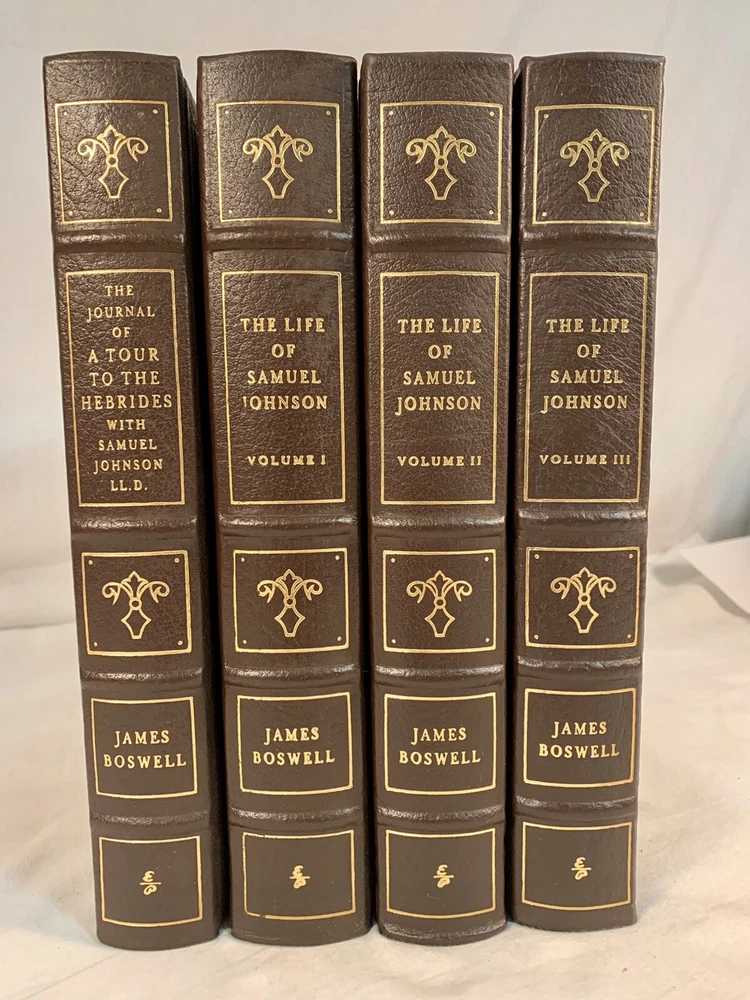 THE
JOURNAL
OF
A TOUR
TO THE
HEBRIDES
WITH
SAMUEL
JOHNSON
LL.D.
JAMES
BOSWELL
THE LIFE
OF
SAMUEL
JOHNSON
VOLUME I
JAMES
BOSWELL
THE LIFE
OF
SAMUEL
JOHNSON
VOLUME II
JAMES
BOSWELL
THE LIFE
OF
SAMUEL
JOHNSON
VOLUME III
JAMES
BOSWELL